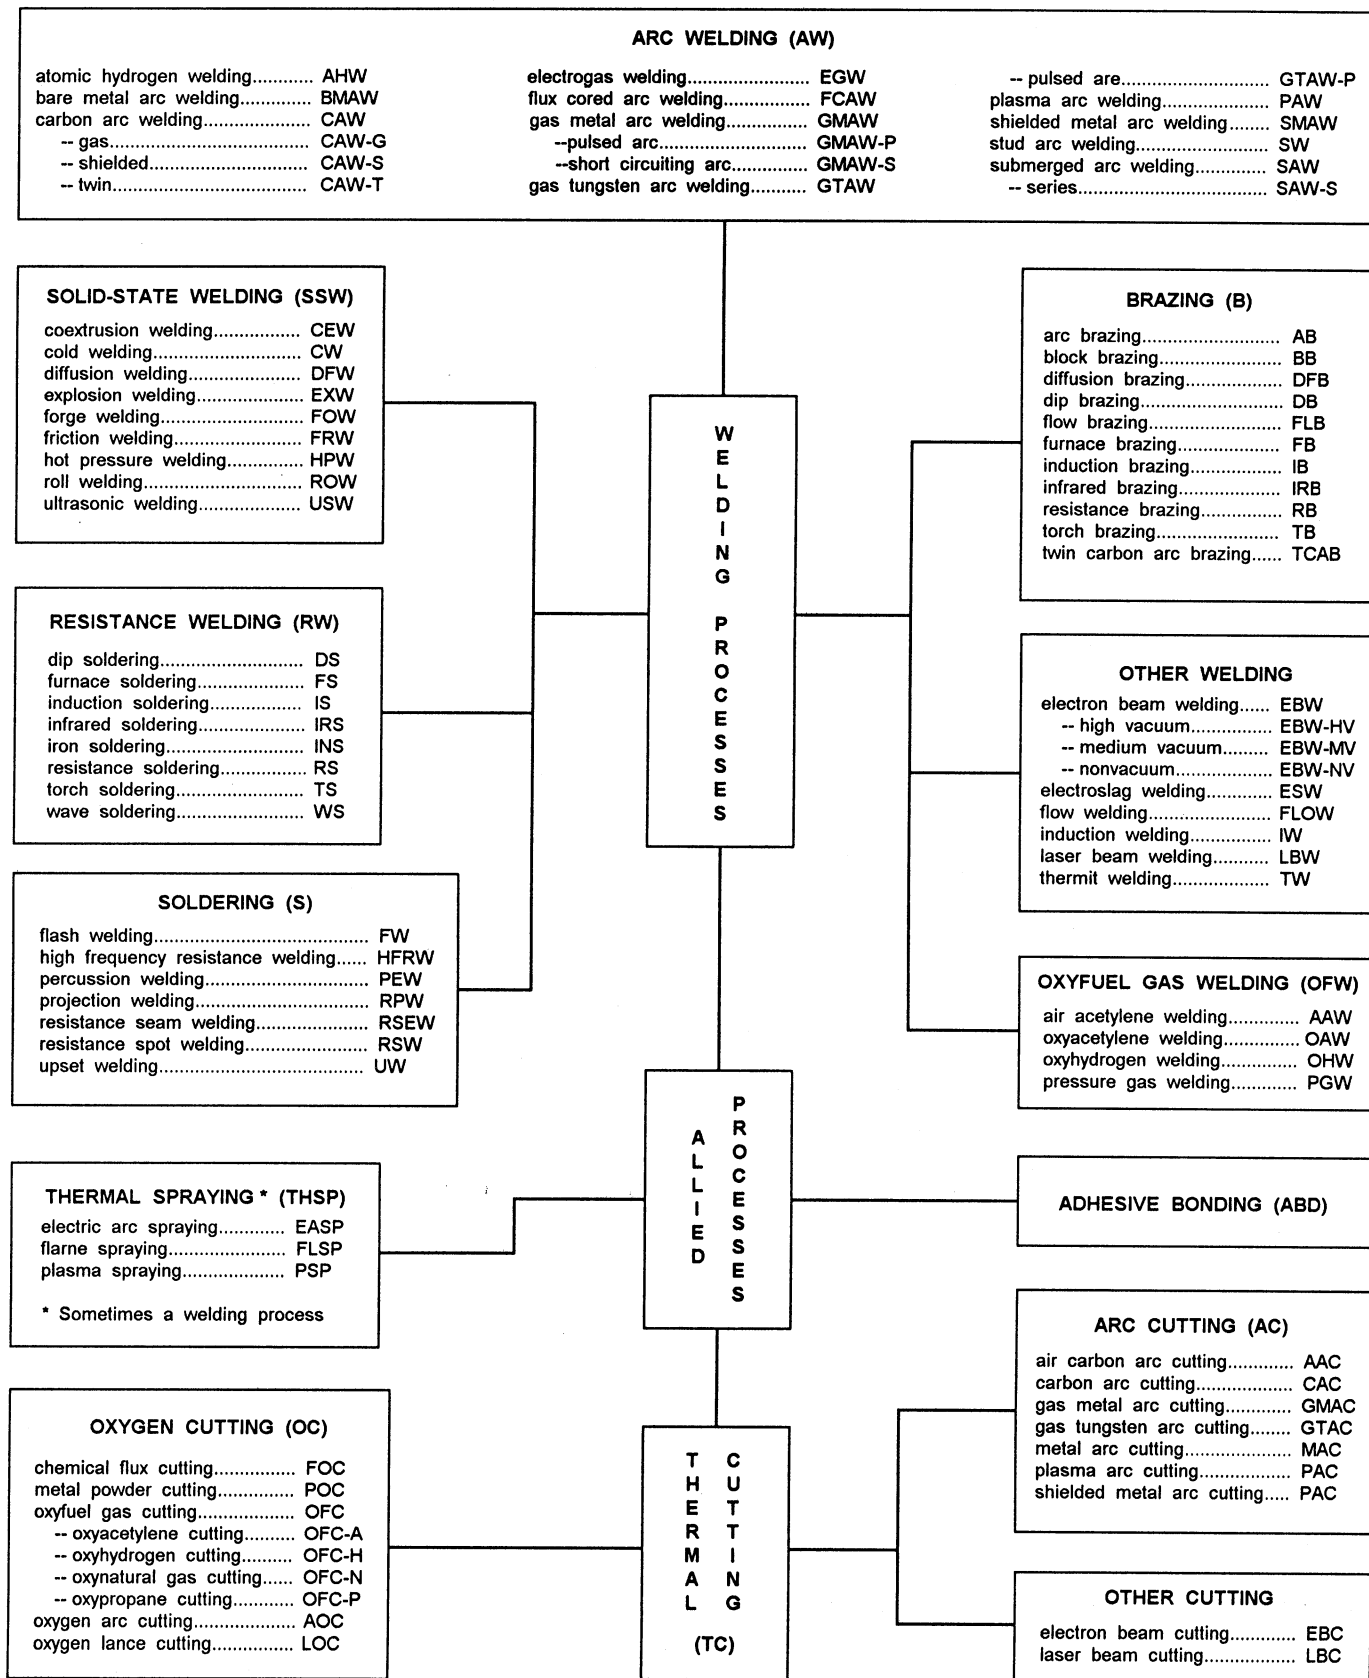 ARC WELDING (AW)
atomic hydrogen welding............ AHW
bare metal arc welding............. BMAW
carbon arc welding................... CAW
-- gas.................................... CAW-G
-- shielded............................. CAW-S
-- twin................................... CAW-T
electrogas welding................... EGW
flux cored arc welding.............. FCAW
gas metal arc welding.............. GMAW
--pulsed arc......................... GMAW-P
--short circuiting arc.............. GMAW-S
gas tungsten arc welding.......... GTAW
-- pulsed are........................ GTAW-P
plasma arc welding................. PAW
shielded metal arc welding....... SMAW
stud arc welding..................... SW
submerged arc welding............ SAW
-- series................................. SAW-S
SOLID-STATE WELDING (SSW)
coextrusion welding................ CEW
cold welding.......................... CW
diffusion welding..................... DFW
explosion welding................... EXW
forge welding......................... FOW
friction welding....................... FRW
hot pressure welding.............. HPW
roll welding............................ ROW
ultrasonic welding.................. USW
BRAZING (B)
arc brazing......................... AB
block brazing...................... BB
diffusion brazing................. DFB
dip brazing......................... DB
flow brazing....................... FLB
furnace brazing.................. FB
induction brazing................ IB
infrared brazing.................. IRB
resistance brazing.............. RB
torch brazing...................... TB
twin carbon arc brazing...... TCAB
WELDING PROCESSES
RESISTANCE WELDING (RW)
dip soldering.......................... DS
furnace soldering.................... FS
induction soldering.................. IS
infrared soldering.................... IRS
iron soldering......................... INS
resistance soldering................ RS
torch soldering....................... TS
wave soldering....................... WS
OTHER WELDING
electron beam welding...... EBW
-- high vacuum............... EBW-HV
-- medium vacuum......... EBW-MV
-- nonvacuum................ EBW-NV
electroslag welding............ ESW
flow welding...................... FLOW
induction welding.............. IW
laser beam welding........... LBW
thermit welding.................. TW
SOLDERING (S)
flash welding....................................... FW
high frequency resistance welding...... HFRW
percussion welding............................. PEW
projection welding............................... RPW
resistance seam welding..................... RSEW
resistance spot welding...................... RSW
upset welding..................................... UW
OXYFUEL GAS WELDING (OFW)
air acetylene welding.............. AAW
oxyacetylene welding.............. OAW
oxyhydrogen welding.............. OHW
pressure gas welding............. PGW
ALLIED PROCESSES
THERMAL SPRAYING * (THSP)
electric arc spraying............ EASP
flarne spraying..................... FLSP
plasma spraying................... PSP
* Sometimes a welding process
ADHESIVE BONDING (ABD)
ARC CUTTING (AC)
air carbon arc cutting............ AAC
carbon arc cutting.................. CAC
gas metal arc cutting............ GMAC
gas tungsten arc cutting........ GTAC
metal arc cutting................... MAC
plasma arc cutting................. PAC
shielded metal arc cutting..... PAC
OXYGEN CUTTING (OC)
chemical flux cutting............... FOC
metal powder cutting.............. POC
oxyfuel gas cutting................. OFC
-- oxyacetylene cutting......... OFC-A
-- oxyhydrogen cutting......... OFC-H
-- oxynatural gas cutting...... OFC-N
-- oxypropane cutting........... OFC-P
oxygen arc cutting.................. AOC
oxygen lance cutting............... LOC
THERMAL CUTTING
(TC)
OTHER CUTTING
electron beam cutting............ EBC
laser beam cutting................. LBC